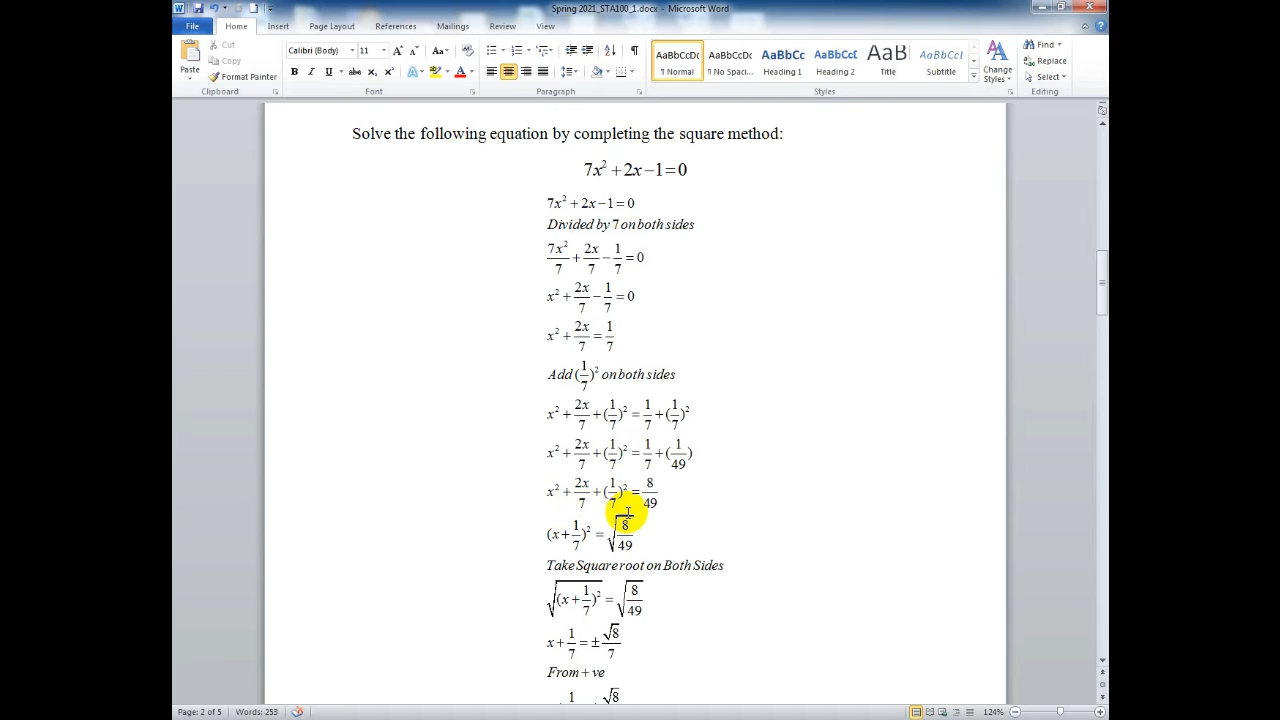 Spring 2021_STA100_1.docx - Microsoft Word
File Home Insert Page Layout References Mailings Review View
Paste Cut Copy Format Painter
Calibri (Body) 11
AaBbCcDc ¶ Normal AaBbCcDc ¶ No Spaci... AaBbCc Heading 1 AaBbCcD Heading 2 AaB Title AaBbCcl Subtitle
Change Styles
Find Replace Select
Clipboard Font Paragraph Styles Editing
Solve the following equation by completing the square method:
7x² + 2x − 1 = 0
7x² + 2x − 1 = 0
Divided by 7 on both sides
7x²/7 + 2x/7 − 1/7 = 0
x² + 2x/7 − 1/7 = 0
x² + 2x/7 = 1/7
Add (1/7)² on both sides
x² + 2x/7 + (1/7)² = 1/7 + (1/7)²
x² + 2x/7 + (1/7)² = 1/7 + (1/49)
x² + 2x/7 + (1/7)² = 8/49
(x + 1/7)² = √(8/49)
Take Square root on Both Sides
√((x + 1/7)²) = √(8/49)
x + 1/7 = ± √8/7
From + ve
1 √8
Page: 2 of 5 Words: 253 124%